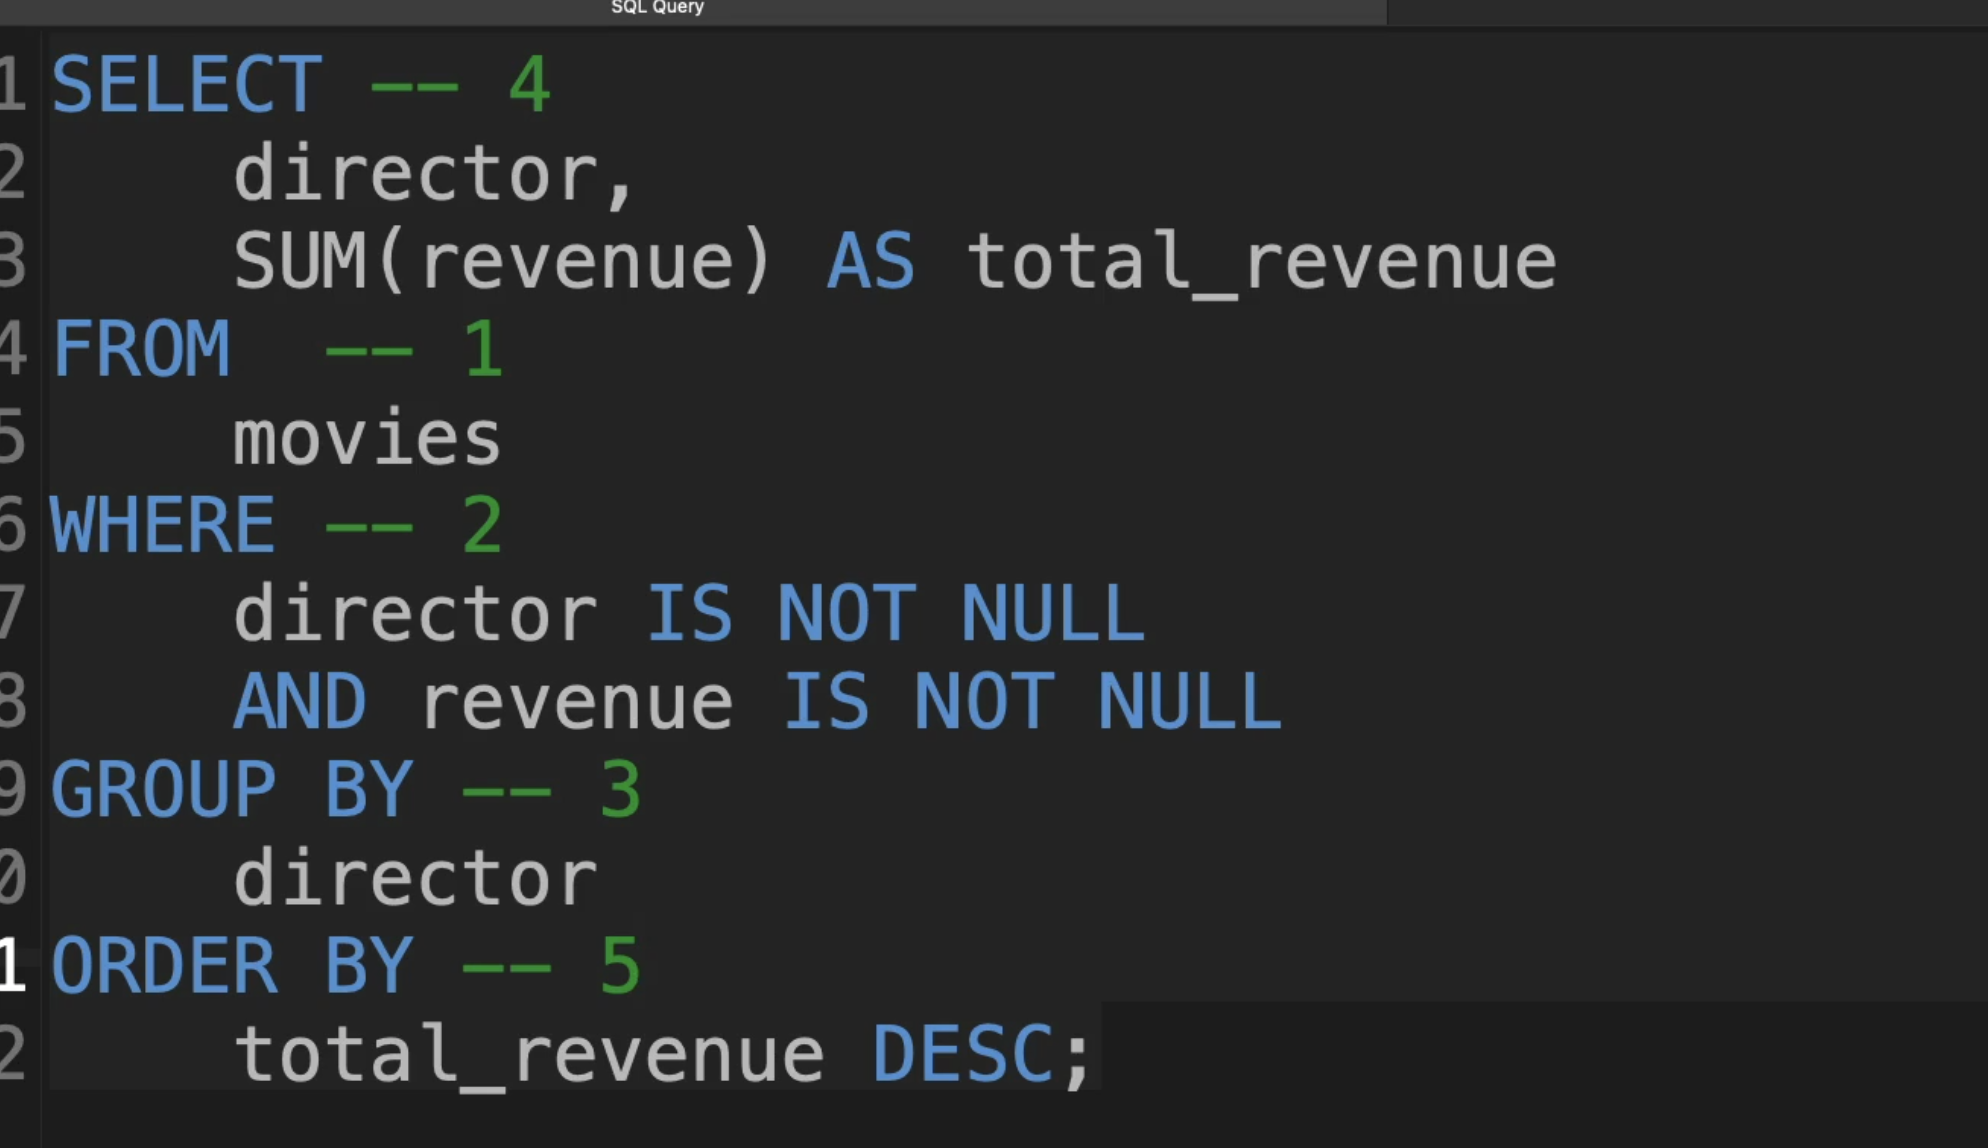 SQL Query
1 SELECT -- 4
2     director,
3     SUM(revenue) AS total_revenue
4 FROM  -- 1
5     movies
6 WHERE -- 2
7     director IS NOT NULL
8     AND revenue IS NOT NULL
9 GROUP BY -- 3
0     director
1 ORDER BY -- 5
2     total_revenue DESC;